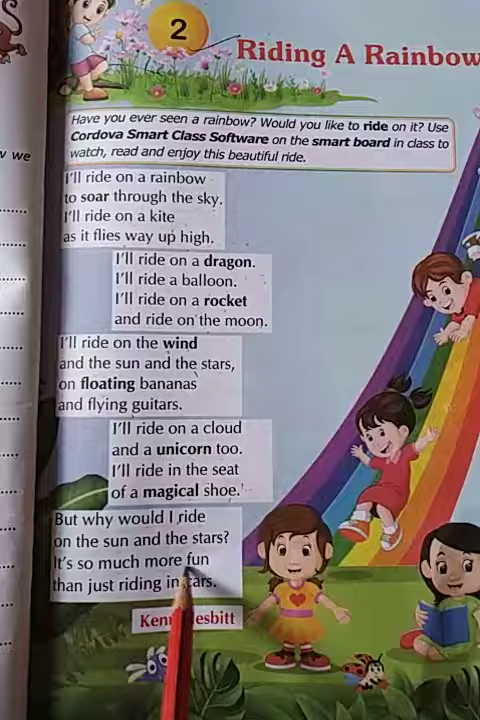 2
Riding A Rainbow
Have you ever seen a rainbow? Would you like to ride on it? Use
Cordova Smart Class Software on the smart board in class to
watch, read and enjoy this beautiful ride.
w we
I'll ride on a rainbow
to soar through the sky.
I'll ride on a kite
as it flies way up high.
I'll ride on a dragon.
I'll ride a balloon.
I'll ride on a rocket
and ride on the moon.
I'll ride on the wind
and the sun and the stars,
on floating bananas
and flying guitars.
I'll ride on a cloud
and a unicorn too.
I'll ride in the seat
of a magical shoe.
But why would I ride
on the sun and the stars?
It's so much more fun
than just riding in cars.
Kenn Nesbitt